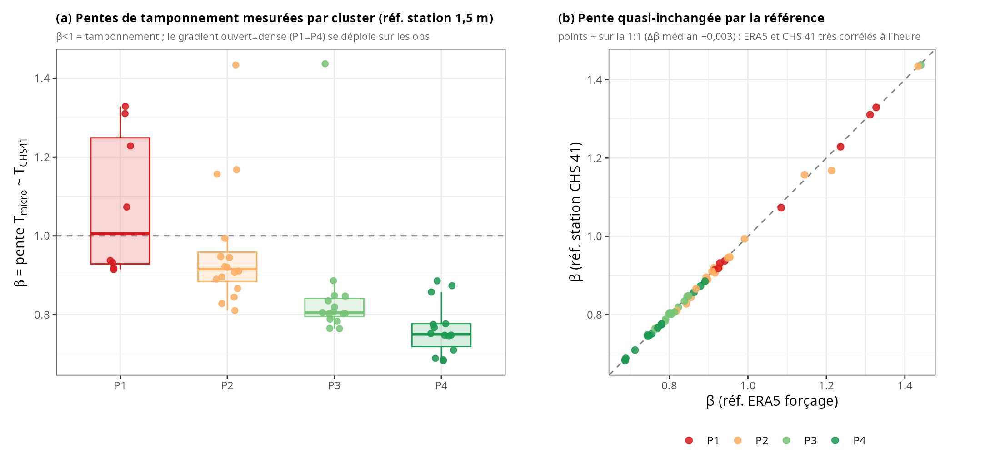 (a) Pentes de tamponnement mesurées par cluster (réf. station 1,5 m)
β<1 = tamponnement ; le gradient ouvert→dense (P1→P4) se déploie sur les obs
β = pente Tmicro ~ TCHS41
1.4
1.2
1.0
0.8
P1 P2 P3 P4
(b) Pente quasi-inchangée par la référence
points ~ sur la 1:1 (Δβ médian −0,003) : ERA5 et CHS 41 très corrélés à l'heure
β (réf. station CHS 41)
1.4
1.2
1.0
0.8
0.8 1.0 1.2 1.4
β (réf. ERA5 forçage)
P1 P2 P3 P4